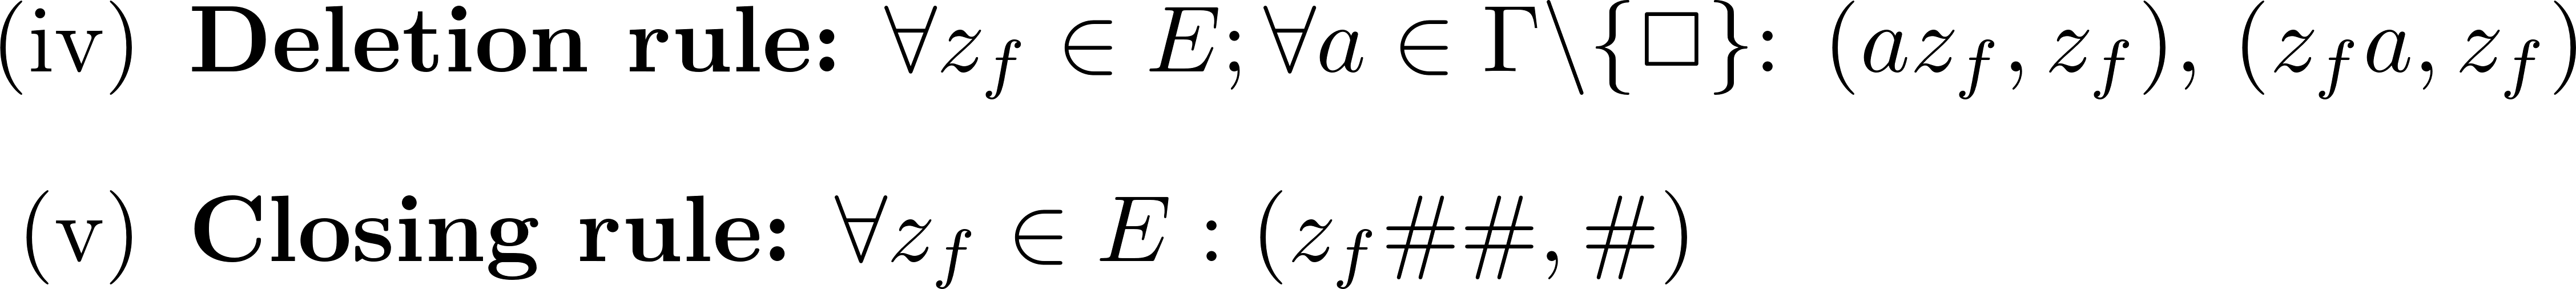 (iv) Deletion rule: ∀z_f ∈ E; ∀a ∈ Γ\{□}: (az_f, z_f), (z_f a, z_f)
(v) Closing rule: ∀z_f ∈ E : (z_f##, #)